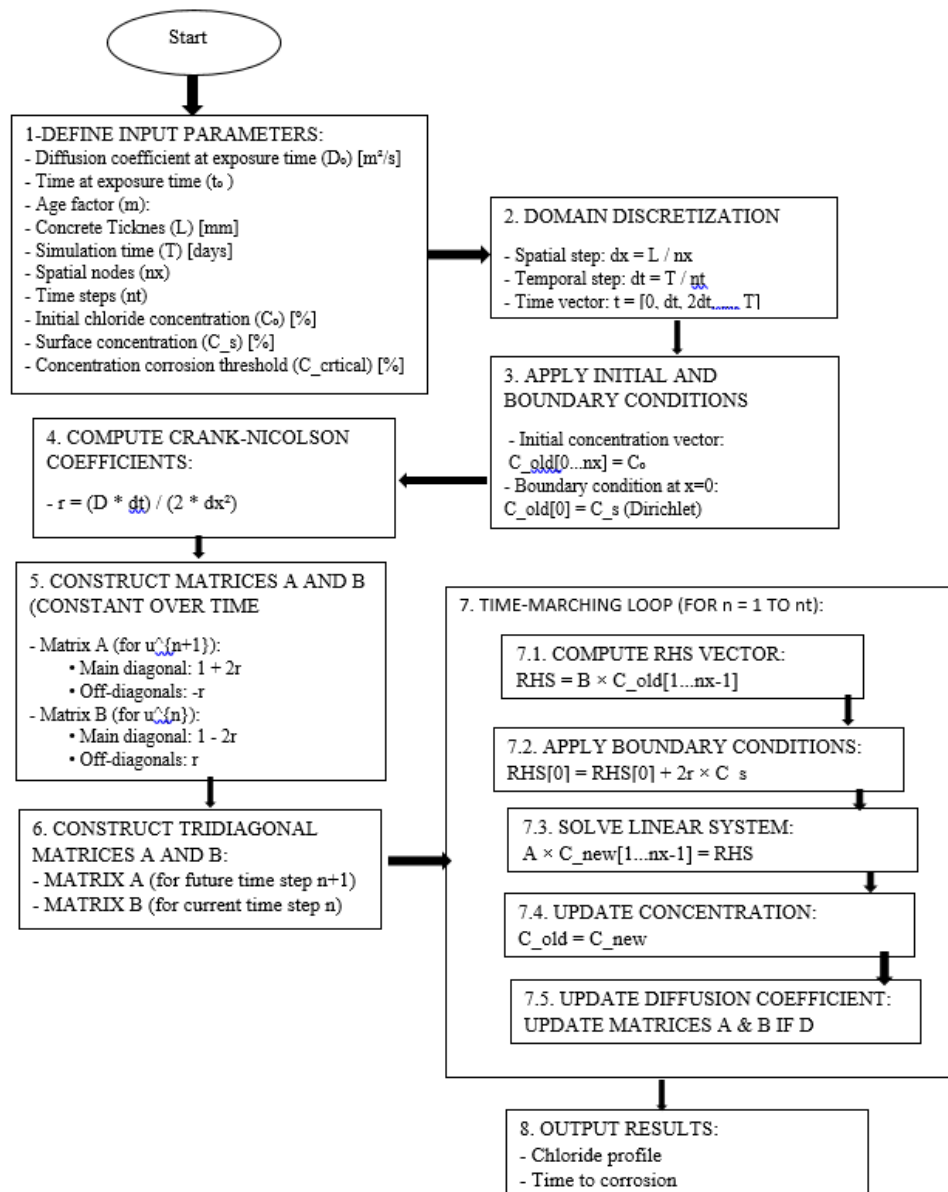 Start
1-DEFINE INPUT PARAMETERS:
- Diffusion coefficient at exposure time (D₀) [m²/s]
- Time at exposure time (t₀ )
- Age factor (m):
- Concrete Ticknes (L) [mm]
- Simulation time (T) [days]
- Spatial nodes (nx)
- Time steps (nt)
- Initial chloride concentration (C₀) [%]
- Surface concentration (C_s) [%]
- Concentration corrosion threshold (C_crtical) [%]
2. DOMAIN DISCRETIZATION
- Spatial step: dx = L / nx
- Temporal step: dt = T / nt
- Time vector: t = [0, dt, 2dt,..., T]
3. APPLY INITIAL AND
BOUNDARY CONDITIONS
- Initial concentration vector:
C_old[0...nx] = C₀
- Boundary condition at x=0:
C_old[0] = C_s (Dirichlet)
4. COMPUTE CRANK-NICOLSON
COEFFICIENTS:
- r = (D * dt) / (2 * dx²)
5. CONSTRUCT MATRICES A AND B
(CONSTANT OVER TIME
- Matrix A (for u^{n+1}):
• Main diagonal: 1 + 2r
• Off-diagonals: -r
- Matrix B (for u^{n}):
• Main diagonal: 1 - 2r
• Off-diagonals: r
6. CONSTRUCT TRIDIAGONAL
MATRICES A AND B:
- MATRIX A (for future time step n+1)
- MATRIX B (for current time step n)
7. TIME-MARCHING LOOP (FOR n = 1 TO nt):
7.1. COMPUTE RHS VECTOR:
RHS = B × C_old[1...nx-1]
7.2. APPLY BOUNDARY CONDITIONS:
RHS[0] = RHS[0] + 2r × C_s
7.3. SOLVE LINEAR SYSTEM:
A × C_new[1...nx-1] = RHS
7.4. UPDATE CONCENTRATION:
C_old = C_new
7.5. UPDATE DIFFUSION COEFFICIENT:
UPDATE MATRICES A & B IF D
8. OUTPUT RESULTS:
- Chloride profile
- Time to corrosion